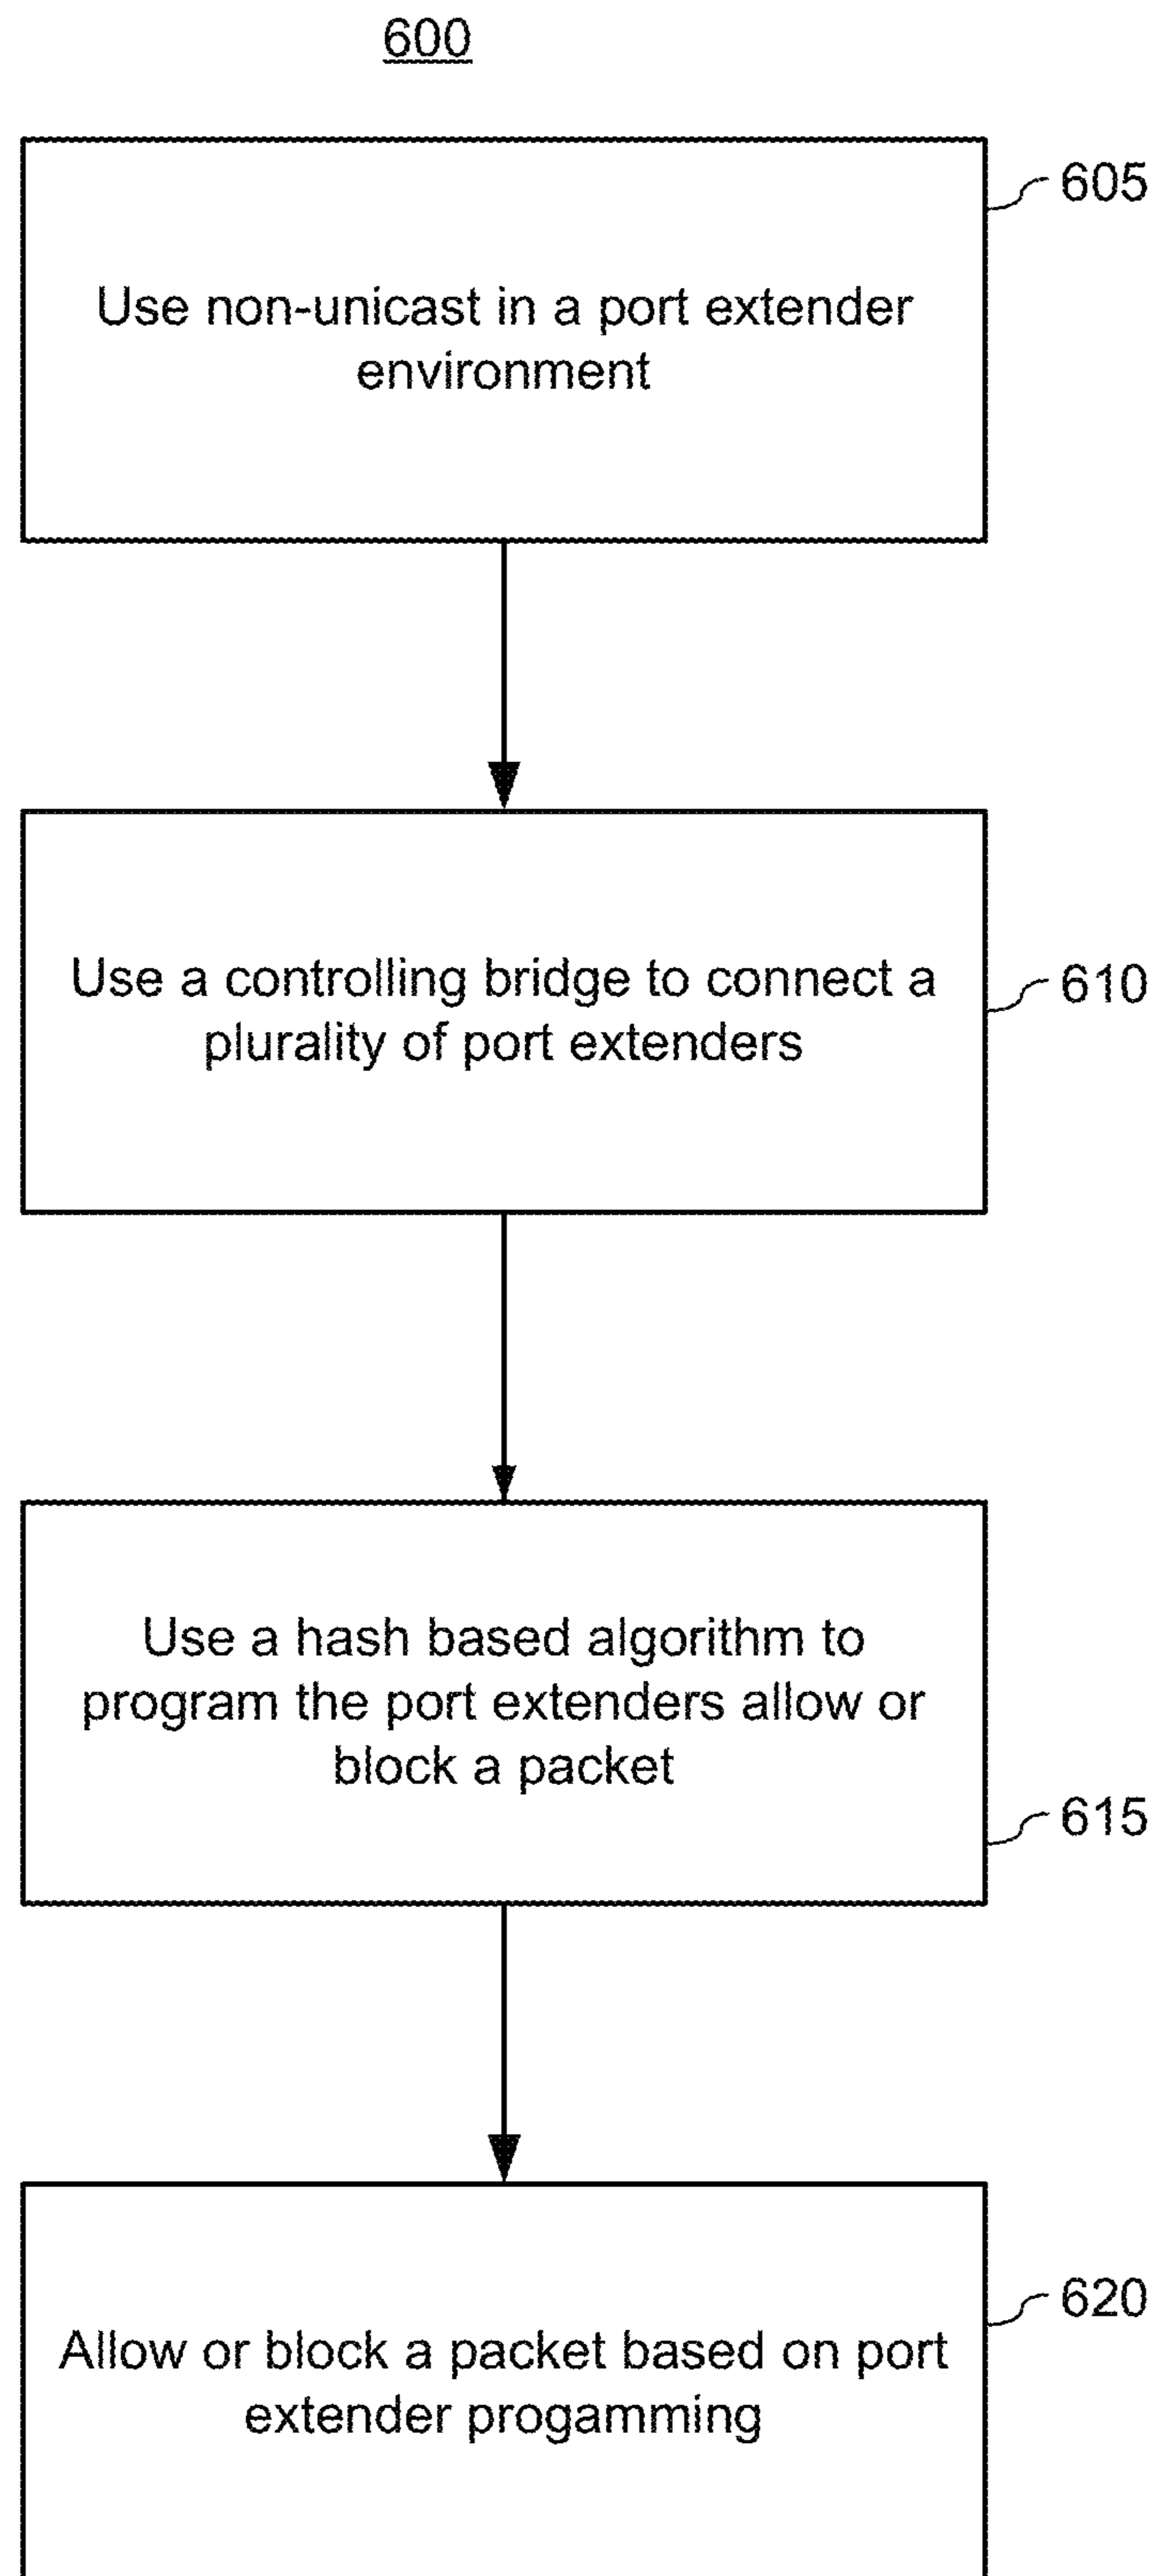 600
605
Use non-unicast in a port extender
environment
Use a controlling bridge to connect a
plurality of port extenders
610
Use a hash based algorithm to
program the port extenders allow or
block a packet
615
620
Allow or block a packet based on port
extender progamming